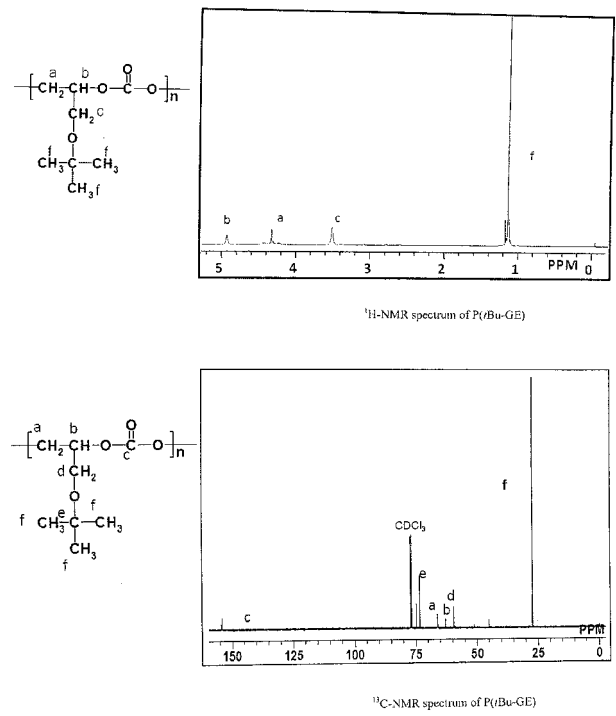 a b
[CH₂-CH-O-C-O]n
O
CH₂ c
O
f f
CH₃-C-CH₃
CH₃ f
b a c f
5 4 3 2 1 PPM 0
¹H-NMR spectrum of P(tBu-GE)
a b
[CH₂-CH-O-C-O]n
O
c
d CH₂
O
f CH₃-C-CH₃
e f
CH₃
f
f
CDCl₃
e
d
a
b
c
150 125 100 75 50 25 PPM 0
¹³C-NMR spectrum of P(tBu-GE)